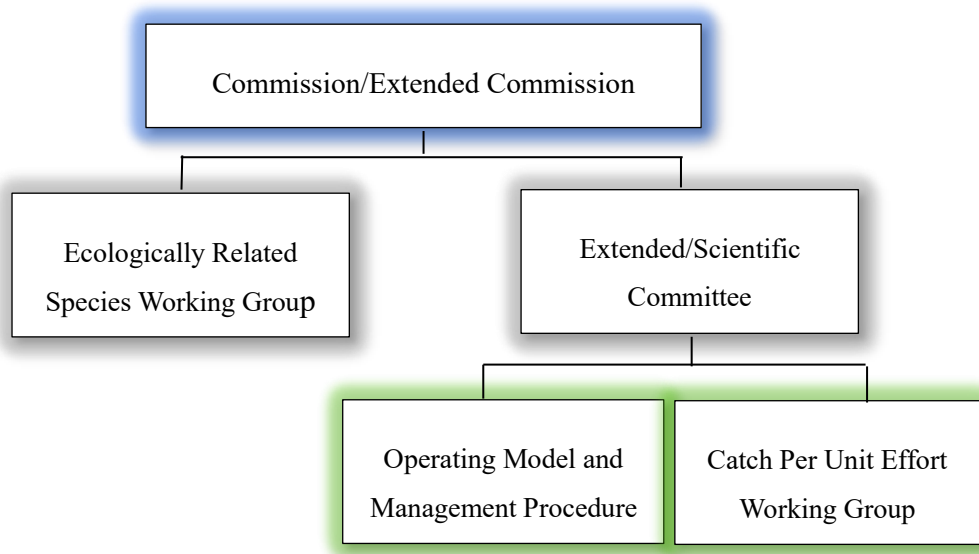 Commission/Extended Commission
Ecologically Related
Species Working Group
Extended/Scientific
Committee
Operating Model and
Management Procedure
Catch Per Unit Effort
Working Group